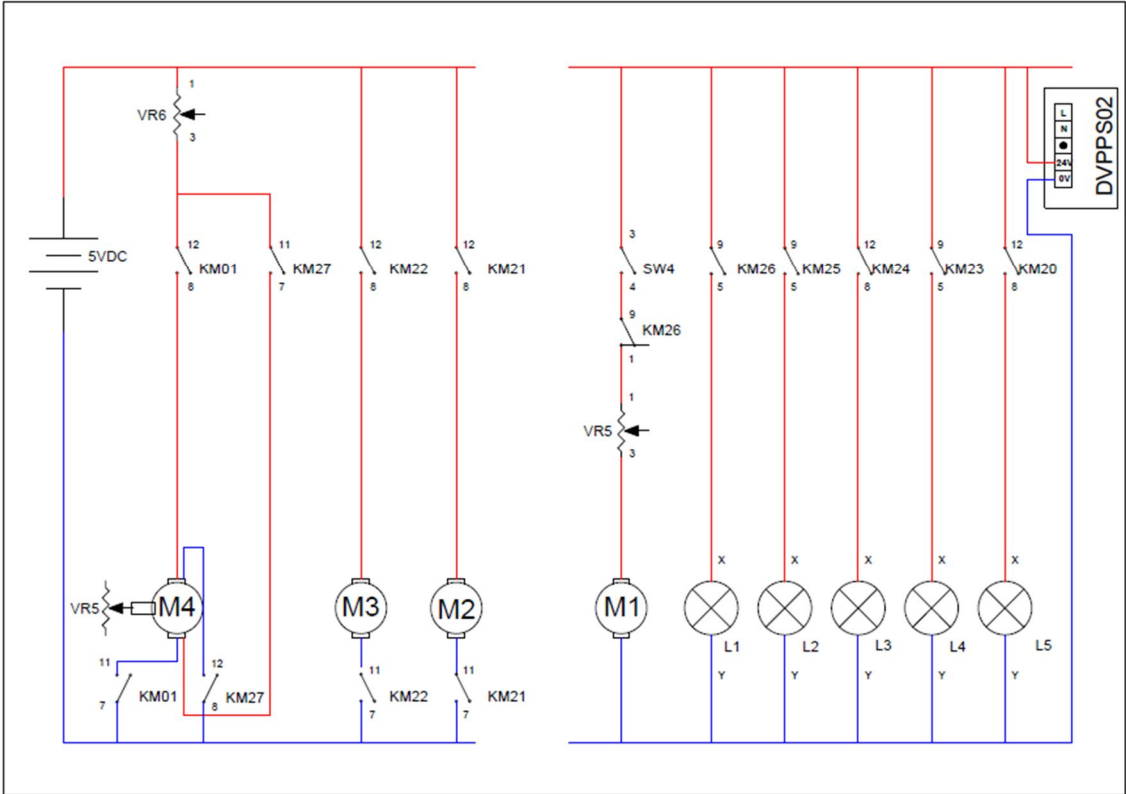 1
VR6
3
L
N
24V
0V
DVPPS02
5VDC
12
KM01
8
11
KM27
7
12
KM22
8
12
KM21
8
3
SW4
4
9
KM26
1
1
VR5
3
9
KM26
5
9
KM25
5
12
KM24
8
9
KM23
5
12
KM20
8
VR5
M4
M3
M2
M1
X
X
X
X
X
L1
L2
L3
L4
L5
Y
Y
Y
Y
Y
11
KM01
7
12
KM27
8
11
KM22
7
11
KM21
7